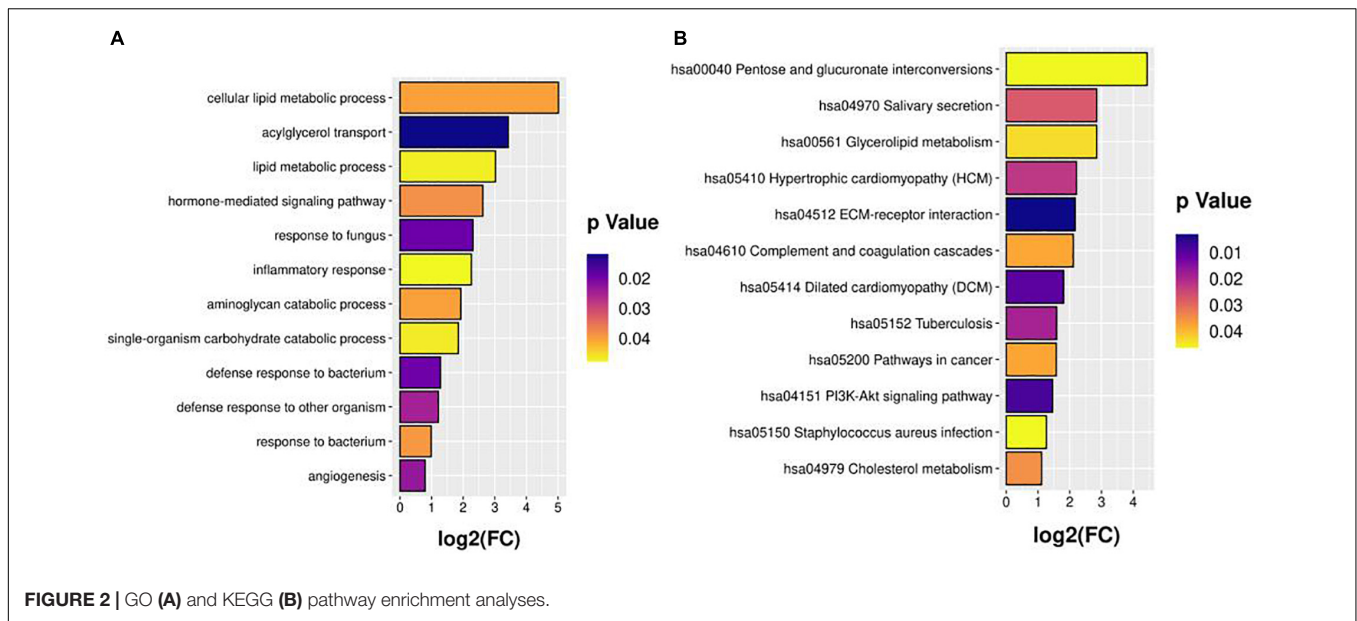 A
cellular lipid metabolic process
acylglycerol transport
lipid metabolic process
hormone-mediated signaling pathway
response to fungus
inflammatory response
aminoglycan catabolic process
single-organism carbohydrate catabolic process
defense response to bacterium
defense response to other organism
response to bacterium
angiogenesis
0 1 2 3 4 5
log2(FC)
p Value
0.02
0.03
0.04
B
hsa00040 Pentose and glucuronate interconversions
hsa04970 Salivary secretion
hsa00561 Glycerolipid metabolism
hsa05410 Hypertrophic cardiomyopathy (HCM)
hsa04512 ECM-receptor interaction
hsa04610 Complement and coagulation cascades
hsa05414 Dilated cardiomyopathy (DCM)
hsa05152 Tuberculosis
hsa05200 Pathways in cancer
hsa04151 PI3K-Akt signaling pathway
hsa05150 Staphylococcus aureus infection
hsa04979 Cholesterol metabolism
0 1 2 3 4
log2(FC)
p Value
0.01
0.02
0.03
0.04
FIGURE 2 | GO (A) and KEGG (B) pathway enrichment analyses.